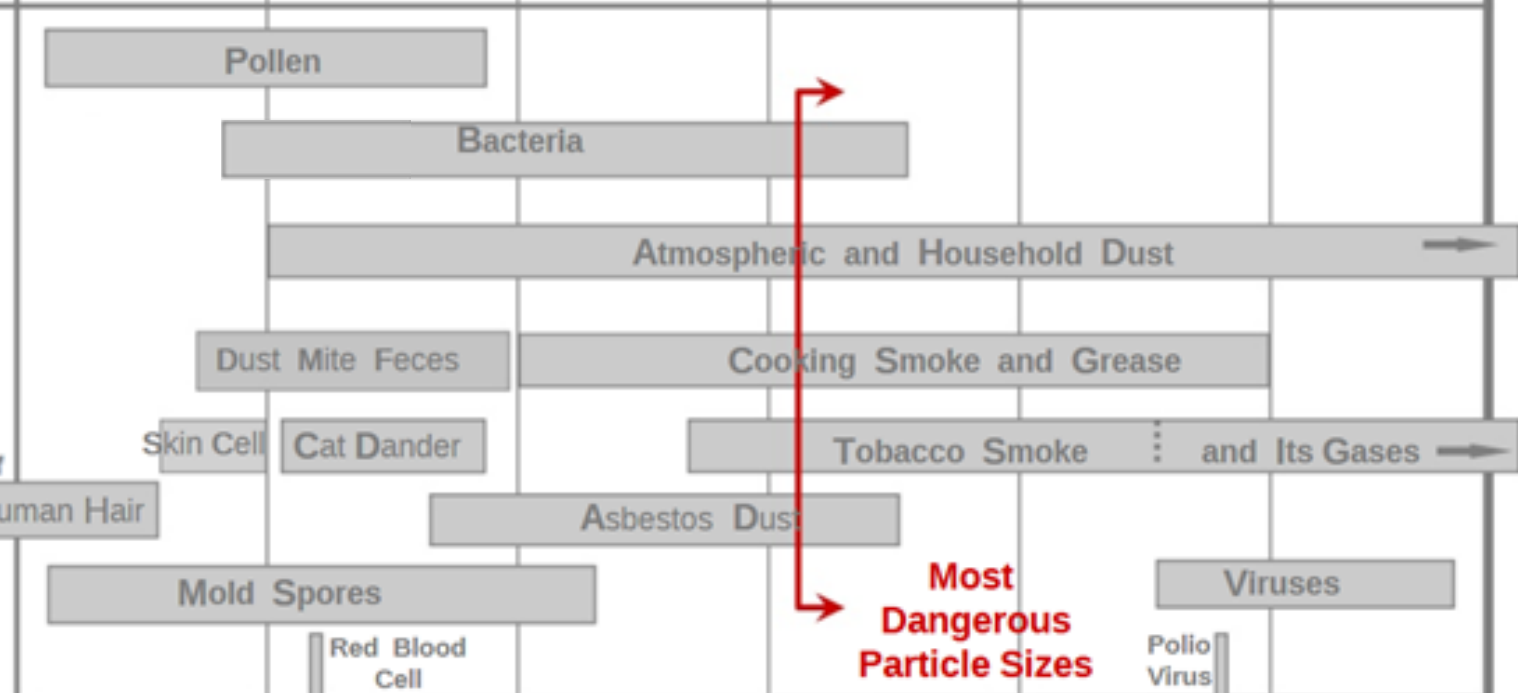 Pollen
Bacteria
Atmospheric and Household Dust
Dust Mite Feces
Cooking Smoke and Grease
Skin Cell
Cat Dander
Tobacco Smoke
and Its Gases
uman Hair
Asbestos Dust
Mold Spores
Most
Dangerous
Particle Sizes
Viruses
Red Blood
Cell
Polio
Virus